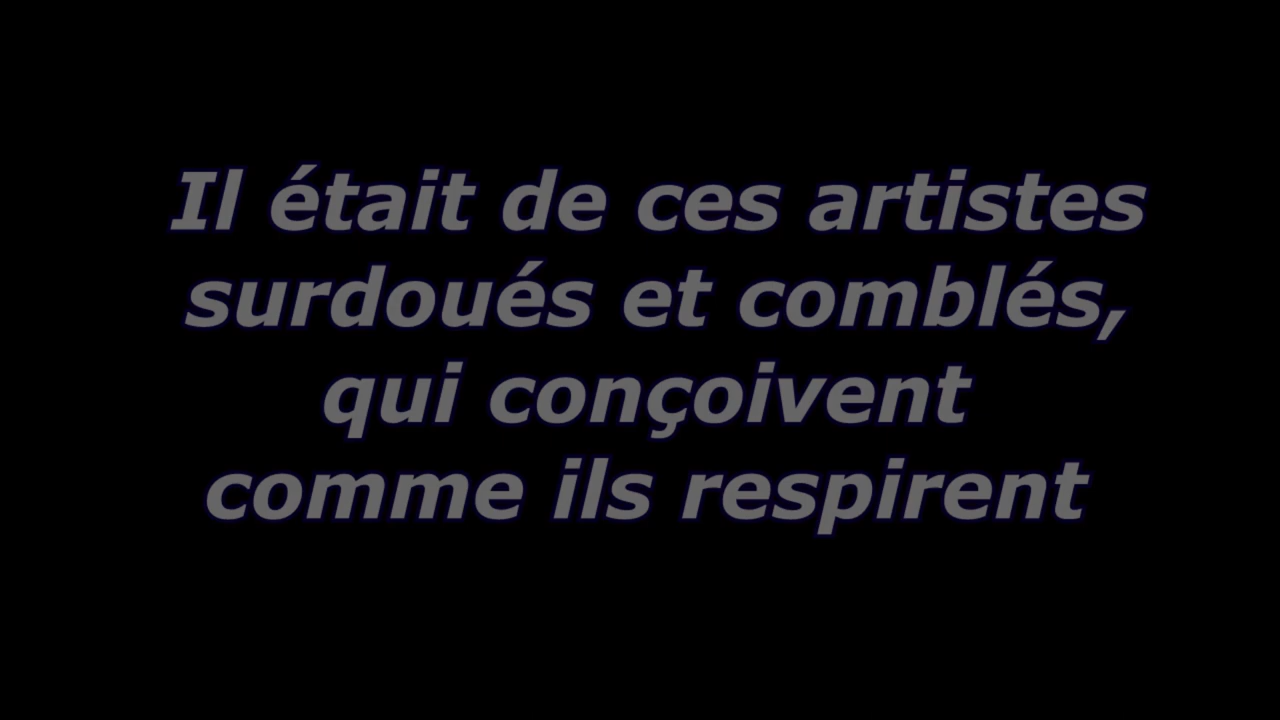 Il était de ces artistes
surdoués et comblés,
qui conçoivent
comme ils respirent